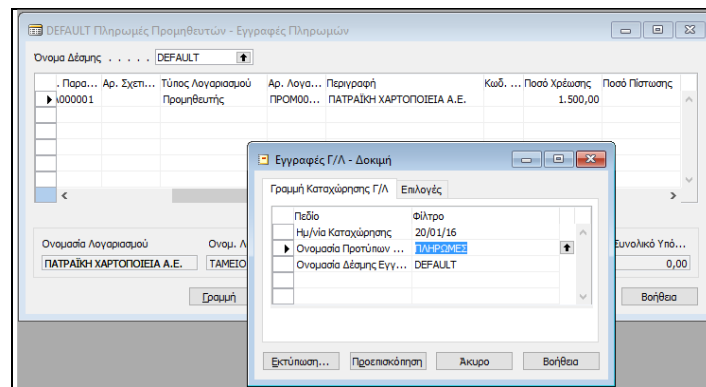 DEFAULT Πληρωμές Προμηθευτών - Εγγραφές Πληρωμών
Όνομα Δέσμης . . . . . DEFAULT
. Παρα... Αρ. Σχετι... Τύπος Λογαριασμού Αρ. Λογα... Περιγραφή Κωδ. ... Ποσό Χρέωσης Ποσό Πίστωσης
\000001 Προμηθευτής ΠΡΟΜ00... ΠΑΤΡΑΪΚΗ ΧΑΡΤΟΠΟΙΕΙΑ Α.Ε. 1.500,00
Εγγραφές Γ/Λ - Δοκιμή
Γραμμή Καταχώρησης Γ/Λ Επιλογές
Πεδίο Φίλτρο
Ημ/νία Καταχώρησης 20/01/16
Ονομασία Προτύπων ... ΠΛΗΡΩΜΕΣ
Ονομασία Δέσμης Εγγ... DEFAULT
Εκτύπωση... Προεπισκόπηση Άκυρο Βοήθεια
Ονομασία Λογαριασμού Ονομ. Λ Συνολικό Υπό...
ΠΑΤΡΑΪΚΗ ΧΑΡΤΟΠΟΙΕΙΑ Α.Ε. ΤΑΜΕΙΟ 0,00
Γραμμή Βοήθεια